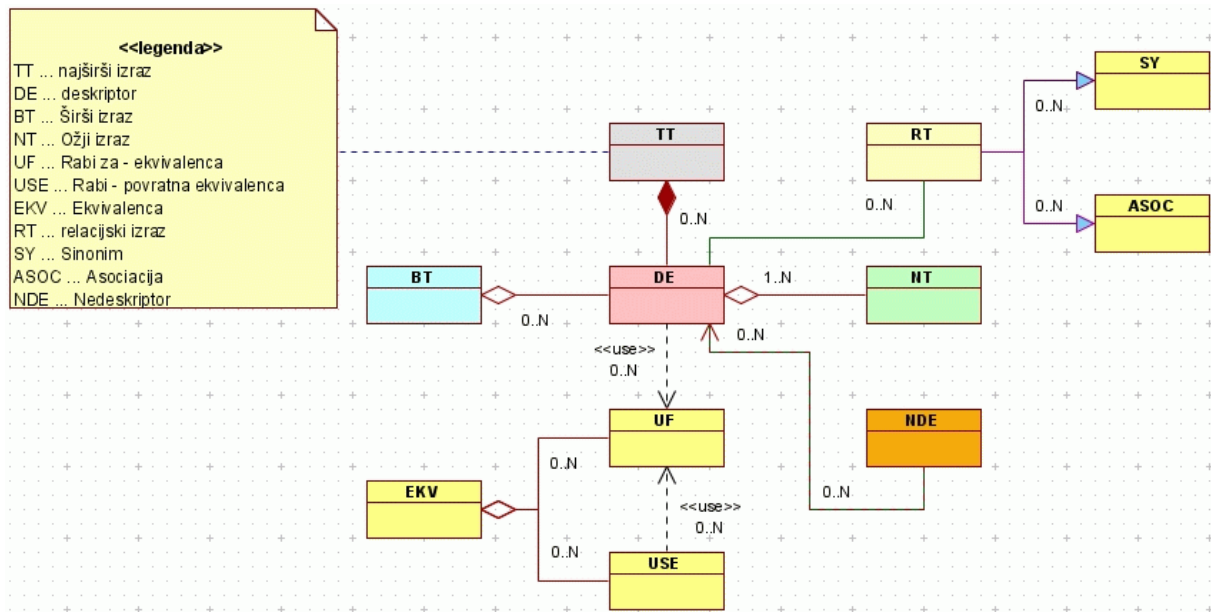 <<legenda>>
TT ... najširši izraz
DE ... deskriptor
BT ... Širši izraz
NT ... Ožji izraz
UF ... Rabi za - ekvivalenca
USE ... Rabi - povratna ekvivalenca
EKV ... Ekvivalenca
RT ... relacijski izraz
SY ... Sinonim
ASOC ... Asociacija
NDE ... Nedeskriptor
SY
0..N
TT
RT
0..N
0..N
0..N
ASOC
BT
DE
1..N
NT
0..N
0..N
<<use>>
0..N
UF
NDE
0..N
EKV
0..N
<<use>>
0..N
0..N
USE